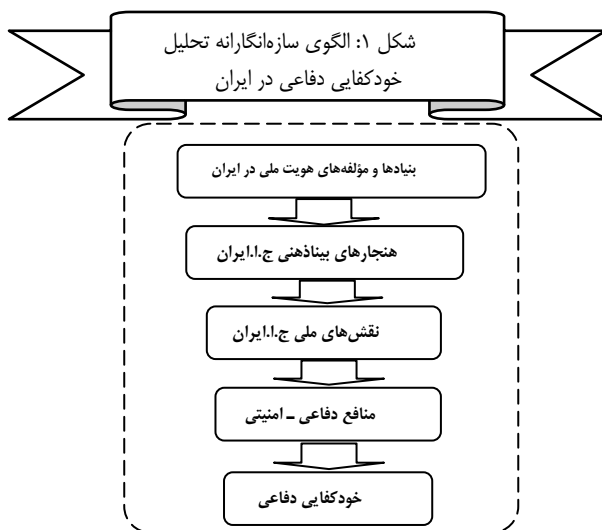 شکل ۱: الگوی سازه‌انگارانه تحلیل
خودکفایی دفاعی در ایران
بنیادها و مؤلفه‌های هویت ملی در ایران
هنجارهای بیناذهنی ج.ا.ایران
نقش‌های ملی ج.ا.ایران
منافع دفاعی ـ امنیتی
خودکفایی دفاعی